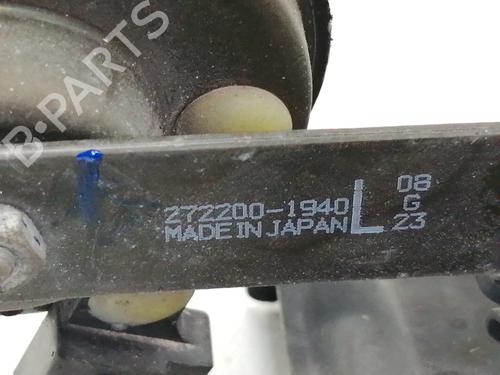 B-PARTS
272200-1940 L 08
MADE IN JAPAN G
23